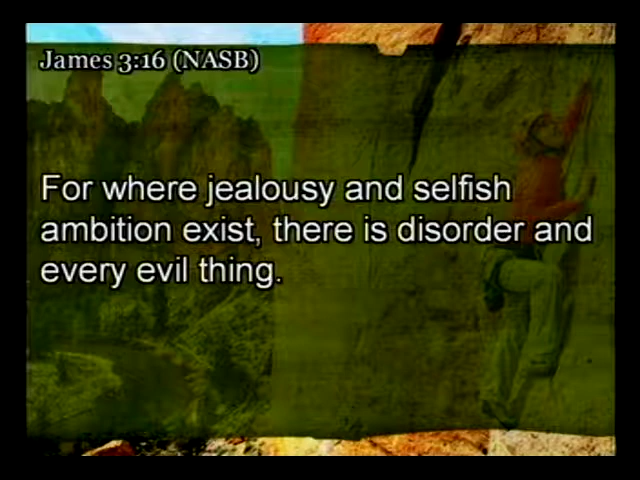 James 3:16 (NASB)
For where jealousy and selfish
ambition exist, there is disorder and
every evil thing.